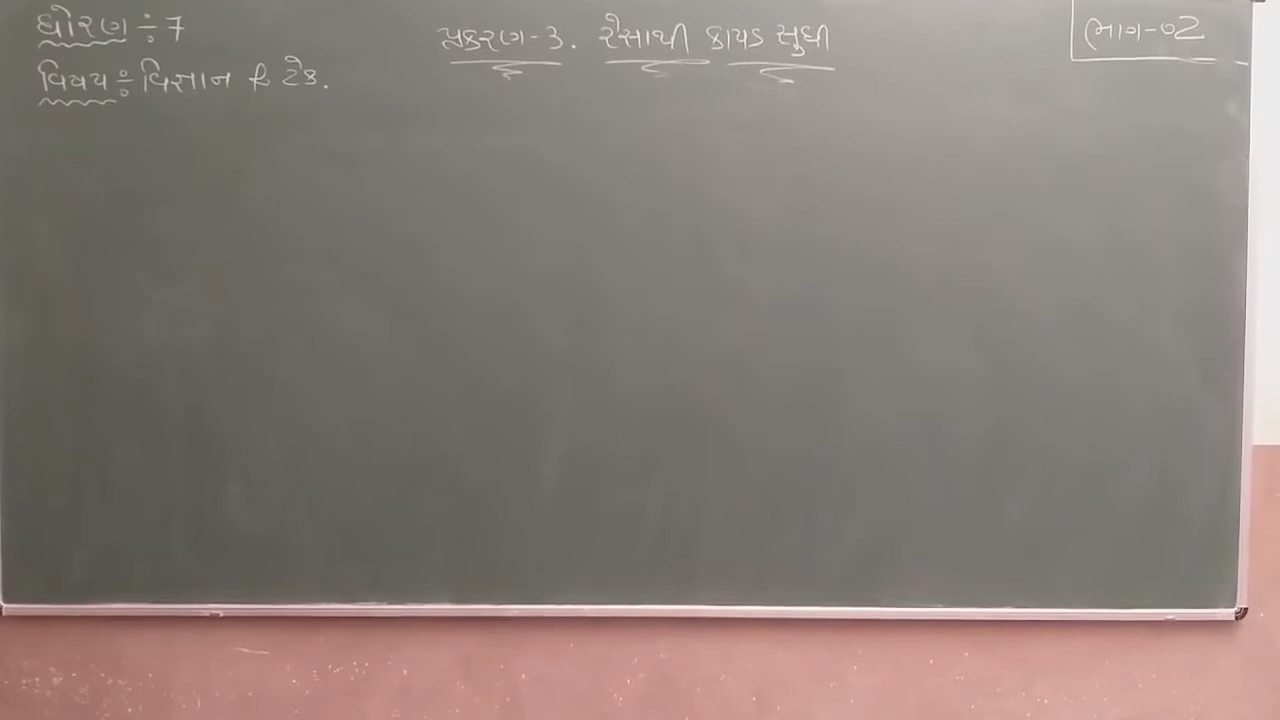 ધોરણ ÷ 7
પ્રકરણ - 3. રેસાથી કાપડ સુધી
ભાગ-02
વિષય ÷ વિજ્ઞાન & ટેક.